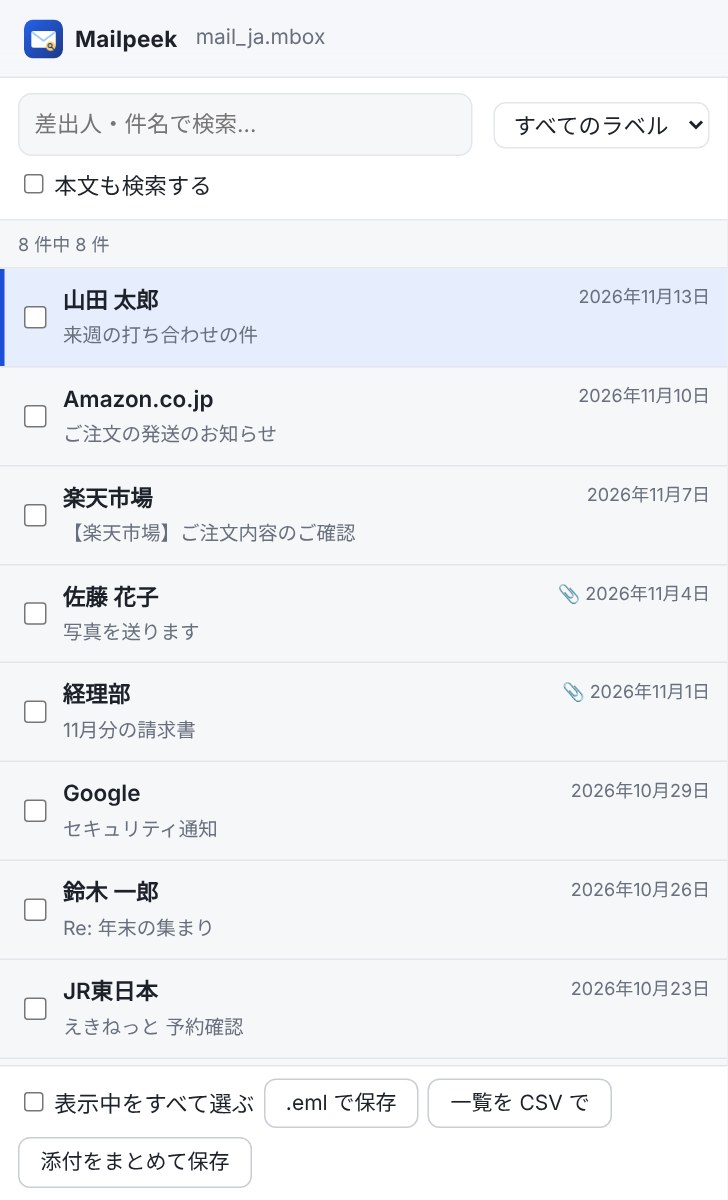 Mailpeek mail_ja.mbox
差出人・件名で検索... すべてのラベル
本文も検索する
8 件中 8 件
山田 太郎 2026年11月13日
来週の打ち合わせの件
Amazon.co.jp 2026年11月10日
ご注文の発送のお知らせ
楽天市場 2026年11月7日
【楽天市場】ご注文内容のご確認
佐藤 花子 2026年11月4日
写真を送ります
経理部 2026年11月1日
11月分の請求書
Google 2026年10月29日
セキュリティ通知
鈴木 一郎 2026年10月26日
Re: 年末の集まり
JR東日本 2026年10月23日
えきねっと 予約確認
表示中をすべて選ぶ .eml で保存 一覧を CSV で
添付をまとめて保存